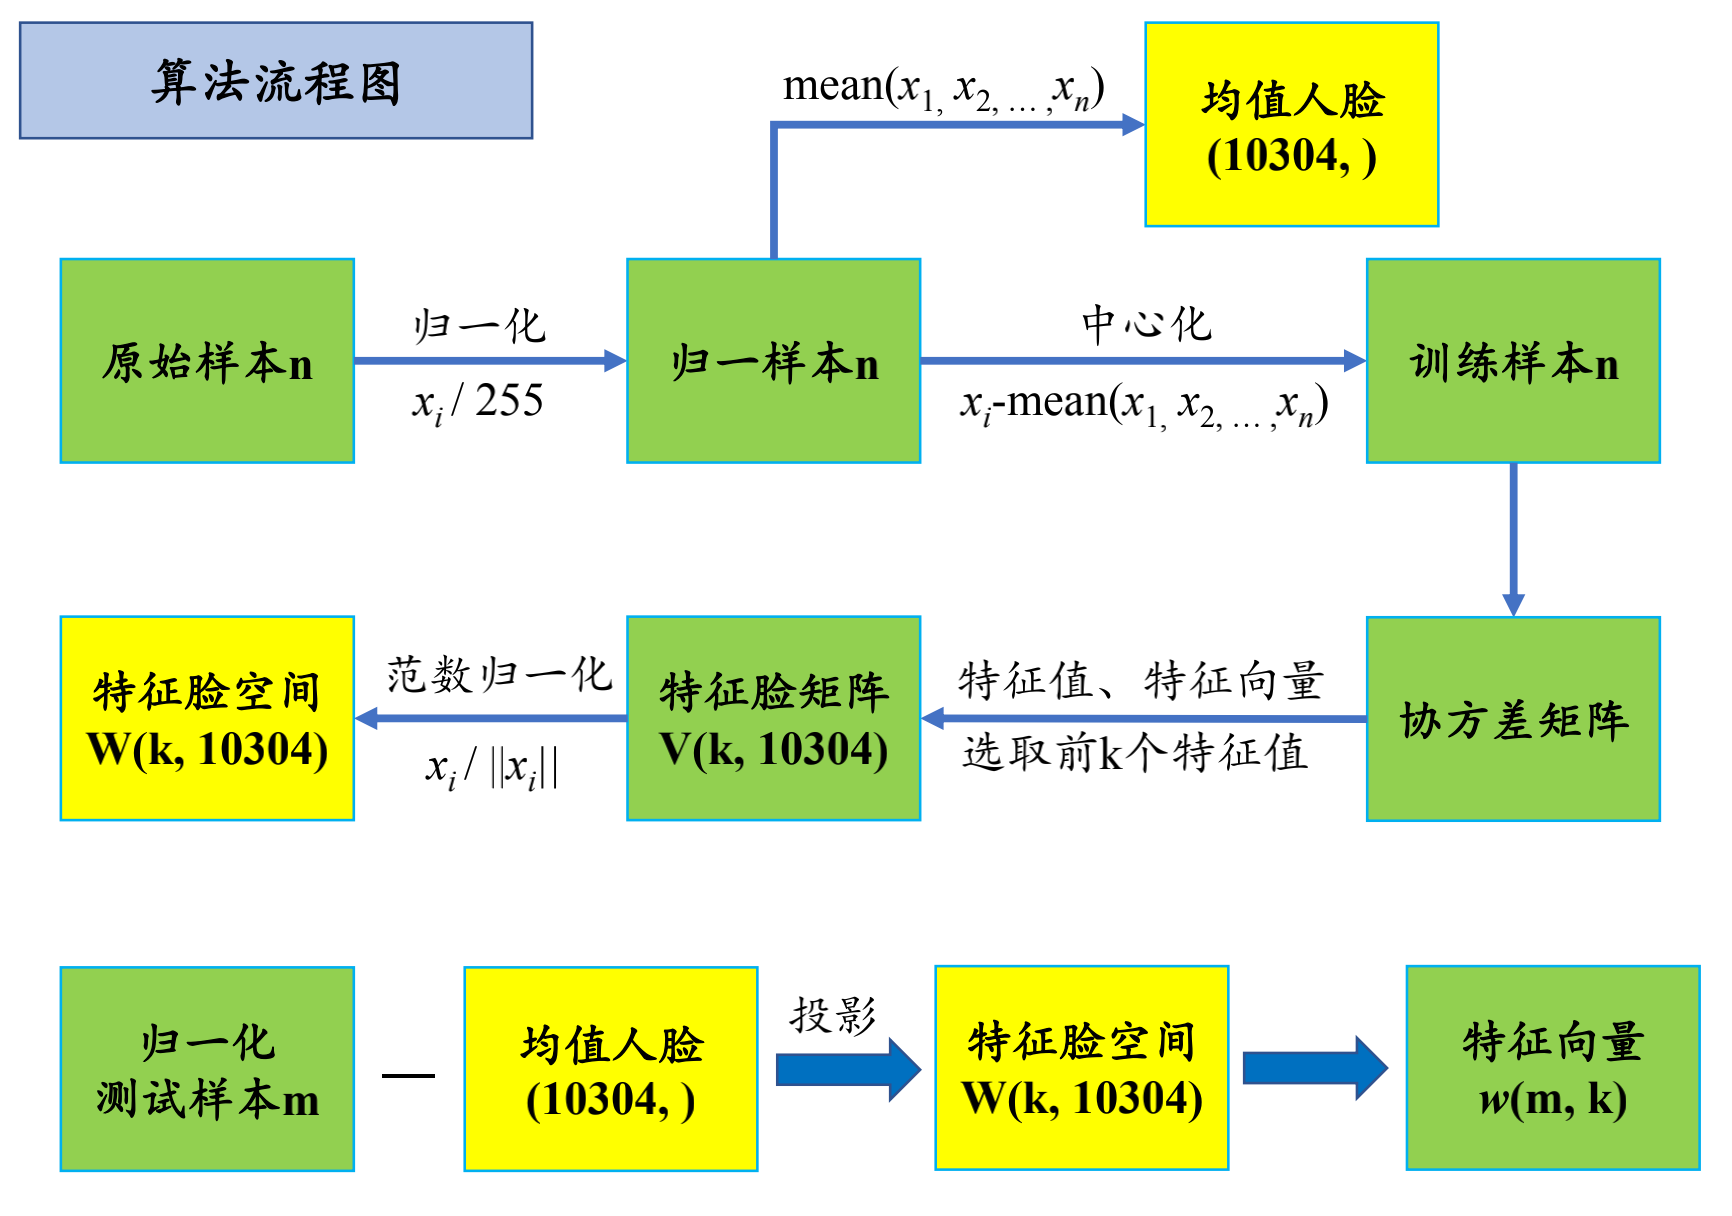 算法流程图
mean(x1, x2, … ,xn)
均值人脸
(10304, )
原始样本n
归一化
xi / 255
归一样本n
中心化
xi-mean(x1, x2, … ,xn)
训练样本n
特征脸空间
W(k, 10304)
范数归一化
xi / ||xi||
特征脸矩阵
V(k, 10304)
特征值、特征向量
选取前k个特征值
协方差矩阵
归一化
测试样本m
—
均值人脸
(10304, )
投影
特征脸空间
W(k, 10304)
特征向量
w(m, k)